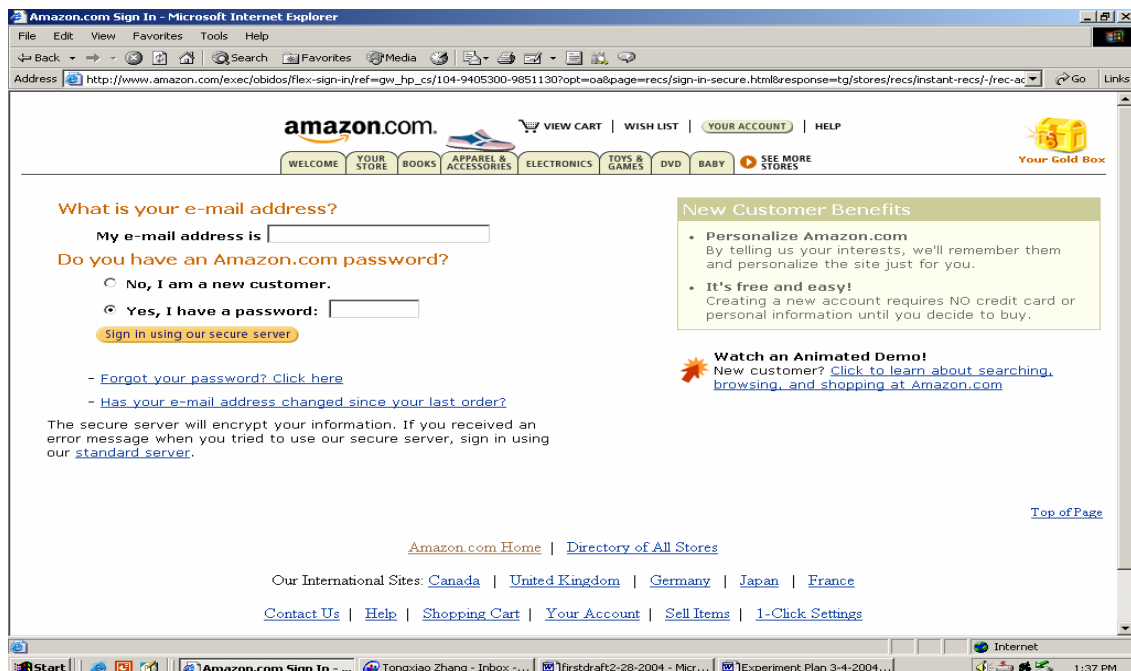 Amazon.com Sign In - Microsoft Internet Explorer
File Edit View Favorites Tools Help
Back Search Favorites Media
Address http://www.amazon.com/exec/obidos/flex-sign-in/ref=gw_hp_cs/104-9405300-9851130?opt=oa&page=recs/sign-in-secure.html&response=tg/stores/recs/instant-recs/-/rec-ac Go Links
amazon.com. VIEW CART | WISH LIST | YOUR ACCOUNT | HELP
WELCOME YOUR STORE BOOKS APPAREL & ACCESSORIES ELECTRONICS TOYS & GAMES DVD BABY SEE MORE STORES
Your Gold Box
What is your e-mail address?
My e-mail address is
Do you have an Amazon.com password?
No, I am a new customer.
Yes, I have a password:
Sign in using our secure server
- Forgot your password? Click here
- Has your e-mail address changed since your last order?
The secure server will encrypt your information. If you received an
error message when you tried to use our secure server, sign in using
our standard server.
New Customer Benefits
• Personalize Amazon.com
By telling us your interests, we'll remember them
and personalize the site just for you.
• It's free and easy!
Creating a new account requires NO credit card or
personal information until you decide to buy.
Watch an Animated Demo!
New customer? Click to learn about searching,
browsing, and shopping at Amazon.com
Top of Page
Amazon.com Home | Directory of All Stores
Our International Sites: Canada | United Kingdom | Germany | Japan | France
Contact Us | Help | Shopping Cart | Your Account | Sell Items | 1-Click Settings
Internet
Start Amazon.com Sign In - ... Tongxiao Zhang - Inbox -... firstdraft2-28-2004 - Micr... Experiment Plan 3-4-2004... 1:37 PM